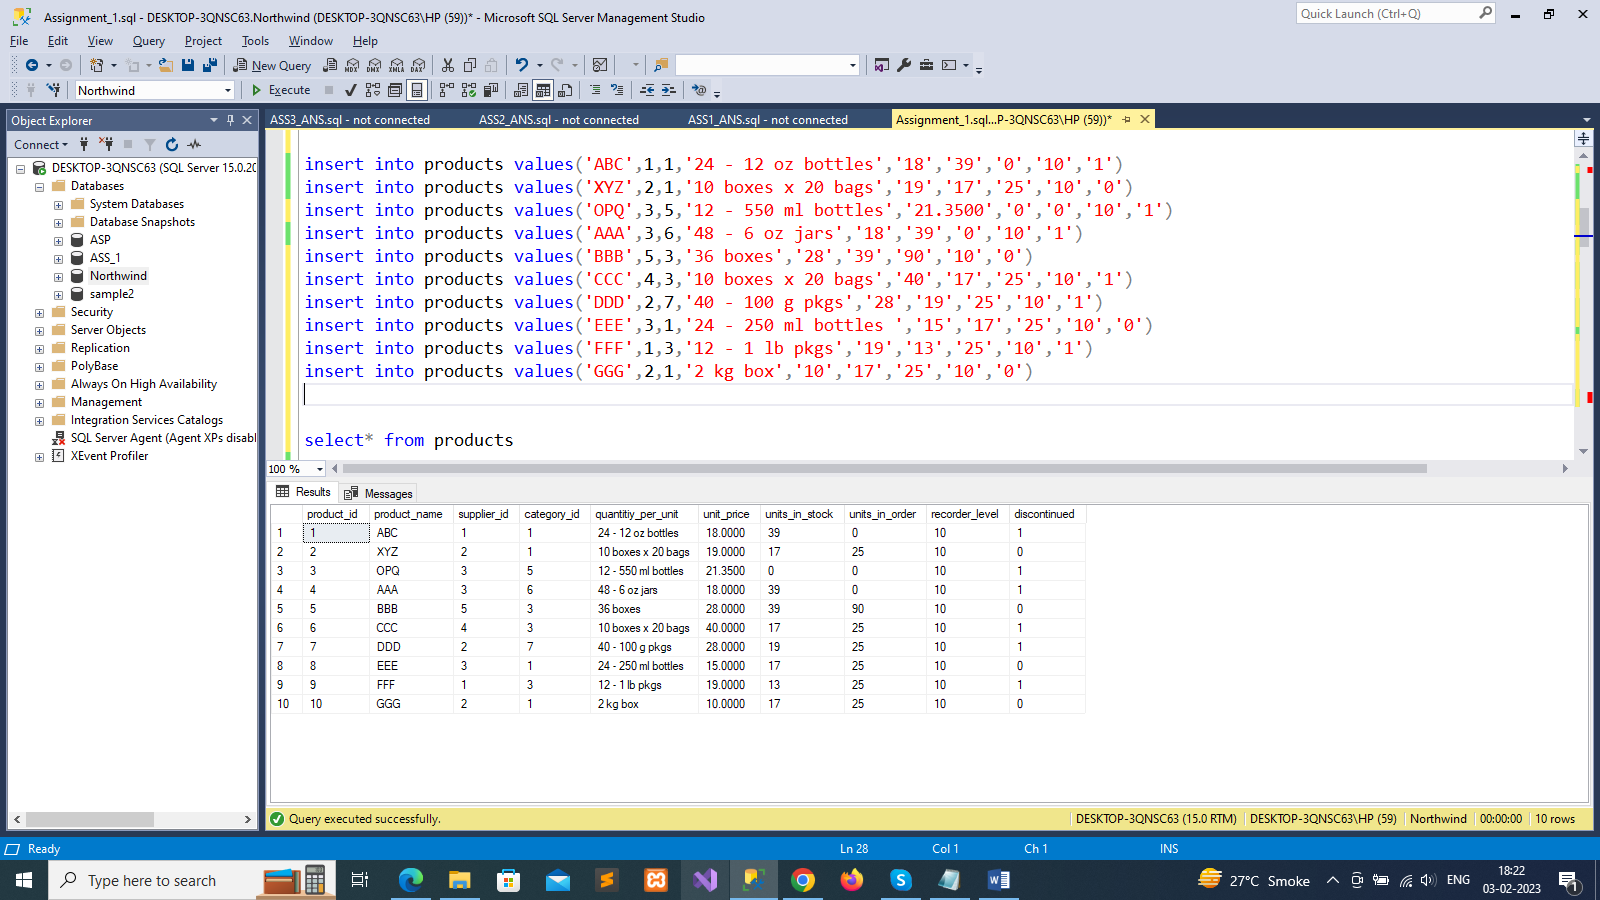 Assignment_1.sql - DESKTOP-3QNSC63.Northwind (DESKTOP-3QNSC63\HP (59))* - Microsoft SQL Server Management Studio
Quick Launch (Ctrl+Q)
File Edit View Query Project Tools Window Help
New Query MDX DMX XMLA DAX
Northwind Execute
Object Explorer
ASS3_ANS.sql - not connected ASS2_ANS.sql - not connected ASS1_ANS.sql - not connected Assignment_1.sql...P-3QNSC63\HP (59))*
Connect
DESKTOP-3QNSC63 (SQL Server 15.0.20
Databases
System Databases
Database Snapshots
ASP
ASS_1
Northwind
sample2
Security
Server Objects
Replication
PolyBase
Always On High Availability
Management
Integration Services Catalogs
SQL Server Agent (Agent XPs disabl
XEvent Profiler
insert into products values('ABC',1,1,'24 - 12 oz bottles','18','39','0','10','1')
insert into products values('XYZ',2,1,'10 boxes x 20 bags','19','17','25','10','0')
insert into products values('OPQ',3,5,'12 - 550 ml bottles','21.3500','0','0','10','1')
insert into products values('AAA',3,6,'48 - 6 oz jars','18','39','0','10','1')
insert into products values('BBB',5,3,'36 boxes','28','39','90','10','0')
insert into products values('CCC',4,3,'10 boxes x 20 bags','40','17','25','10','1')
insert into products values('DDD',2,7,'40 - 100 g pkgs','28','19','25','10','1')
insert into products values('EEE',3,1,'24 - 250 ml bottles ','15','17','25','10','0')
insert into products values('FFF',1,3,'12 - 1 lb pkgs','19','13','25','10','1')
insert into products values('GGG',2,1,'2 kg box','10','17','25','10','0')
select* from products
100 %
Results Messages
product_id product_name supplier_id category_id quantitiy_per_unit unit_price units_in_stock units_in_order recorder_level discontinued
1 1 ABC 1 1 24 - 12 oz bottles 18.0000 39 0 10 1
2 2 XYZ 2 1 10 boxes x 20 bags 19.0000 17 25 10 0
3 3 OPQ 3 5 12 - 550 ml bottles 21.3500 0 0 10 1
4 4 AAA 3 6 48 - 6 oz jars 18.0000 39 0 10 1
5 5 BBB 5 3 36 boxes 28.0000 39 90 10 0
6 6 CCC 4 3 10 boxes x 20 bags 40.0000 17 25 10 1
7 7 DDD 2 7 40 - 100 g pkgs 28.0000 19 25 10 1
8 8 EEE 3 1 24 - 250 ml bottles 15.0000 17 25 10 0
9 9 FFF 1 3 12 - 1 lb pkgs 19.0000 13 25 10 1
10 10 GGG 2 1 2 kg box 10.0000 17 25 10 0
Query executed successfully. DESKTOP-3QNSC63 (15.0 RTM) DESKTOP-3QNSC63\HP (59) Northwind 00:00:00 10 rows
Ready Ln 28 Col 1 Ch 1 INS
Type here to search 27°C Smoke ENG 18:22
03-02-2023 1